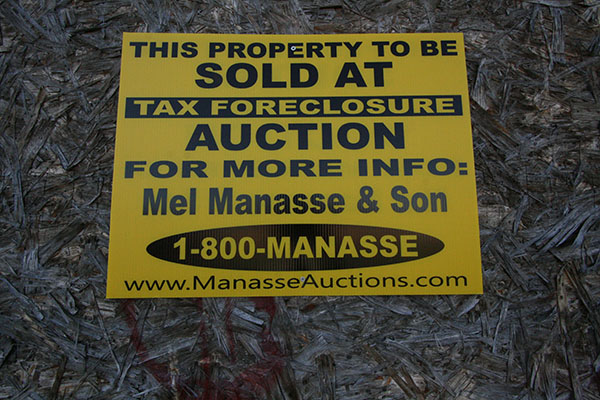 THIS PROPERTY TO BE
SOLD AT
TAX FORECLOSURE
AUCTION
FOR MORE INFO:
Mel Manasse & Son
1-800-MANASSE
www.ManasseAuctions.com